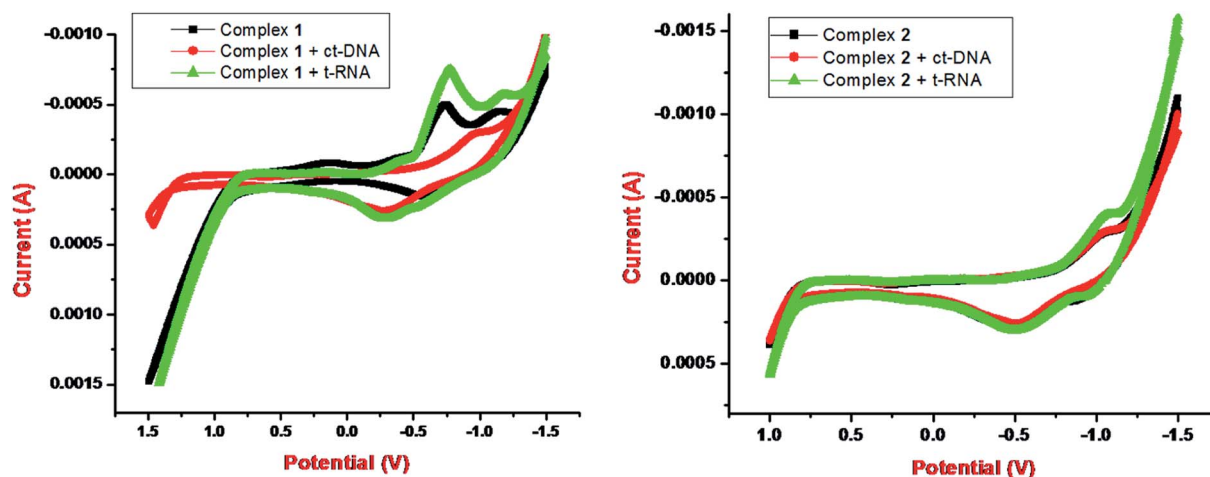 Complex 1
Complex 1 + ct-DNA
Complex 1 + t-RNA
-0.0010
-0.0005
0.0000
0.0005
0.0010
0.0015
Current (A)
1.5 1.0 0.5 0.0 -0.5 -1.0 -1.5
Potential (V)
Complex 2
Complex 2 + ct-DNA
Complex 2 + t-RNA
-0.0015
-0.0010
-0.0005
0.0000
0.0005
Current (A)
1.0 0.5 0.0 -0.5 -1.0 -1.5
Potential (V)